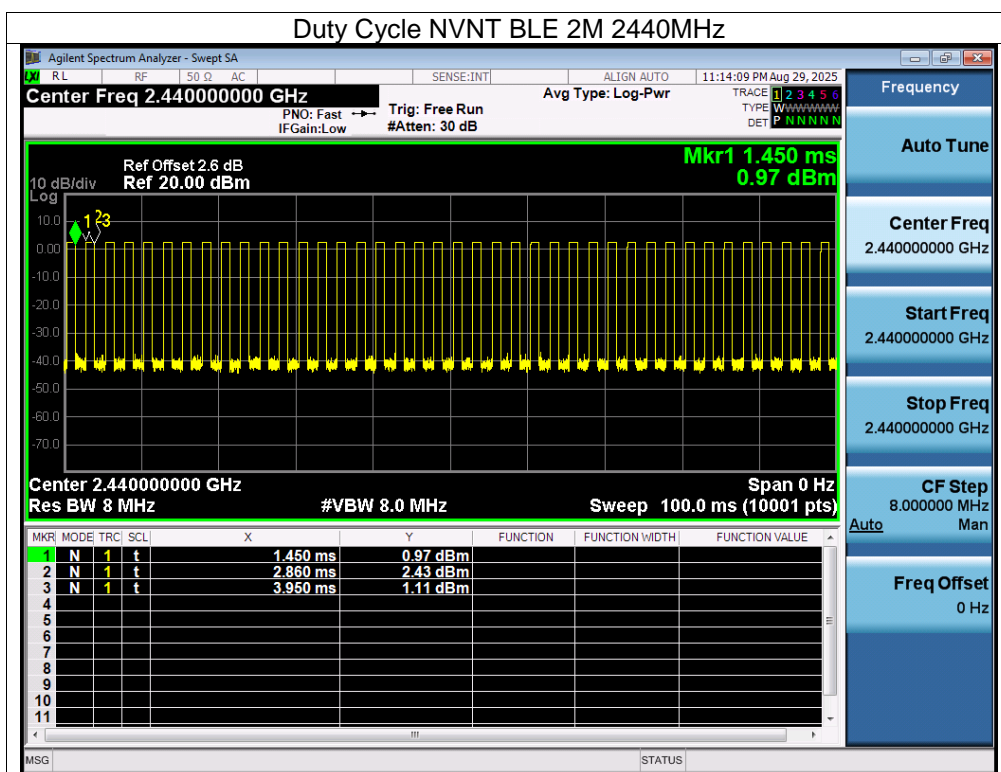 Duty Cycle NVNT BLE 2M 2440MHz
Agilent Spectrum Analyzer - Swept SA
LXI RL RF 50 Ω AC SENSE:INT ALIGN AUTO 11:14:09 PM Aug 29, 2025
Center Freq 2.440000000 GHz Avg Type: Log-Pwr TRACE 1 2 3 4 5 6
PNO: Fast Trig: Free Run TYPE WWWWWWW
IFGain:Low #Atten: 30 dB DET P N N N N N
Mkr1 1.450 ms
Ref Offset 2.6 dB
10 dB/div Ref 20.00 dBm 0.97 dBm
Log
10.0
1 2 3
0.00
-10.0
-20.0
-30.0
-40.0
-50.0
-60.0
-70.0
Center 2.440000000 GHz Span 0 Hz
Res BW 8 MHz #VBW 8.0 MHz Sweep 100.0 ms (10001 pts)
MKR MODE TRC SCL X Y FUNCTION FUNCTION WIDTH FUNCTION VALUE
1 N 1 t 1.450 ms 0.97 dBm
2 N 1 t 2.860 ms 2.43 dBm
3 N 1 t 3.950 ms 1.11 dBm
4
5
6
7
8
9
10
11
MSG STATUS
Frequency
Auto Tune
Center Freq
2.440000000 GHz
Start Freq
2.440000000 GHz
Stop Freq
2.440000000 GHz
CF Step
8.000000 MHz
Auto Man
Freq Offset
0 Hz